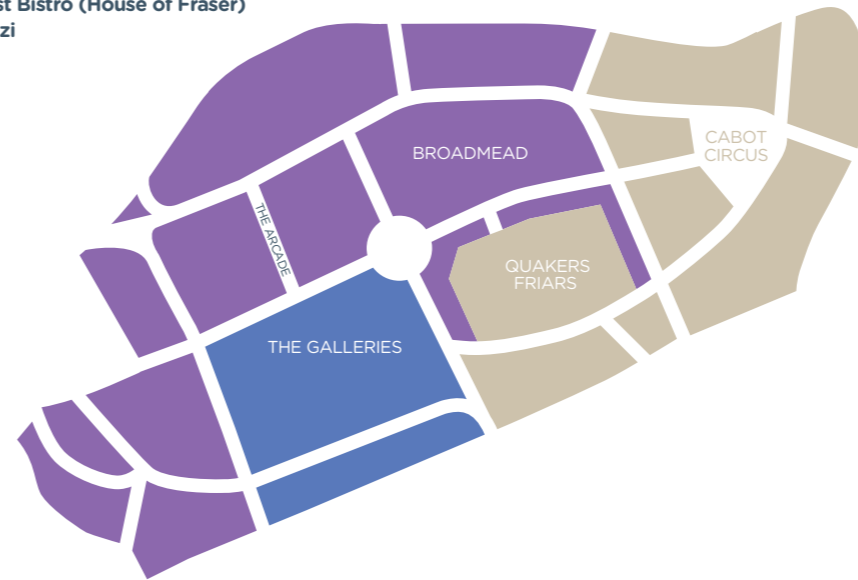 st Bistro (House of Fraser)
zi
BROADMEAD
CABOT
CIRCUS
THE ARCADE
QUAKERS
FRIARS
THE GALLERIES